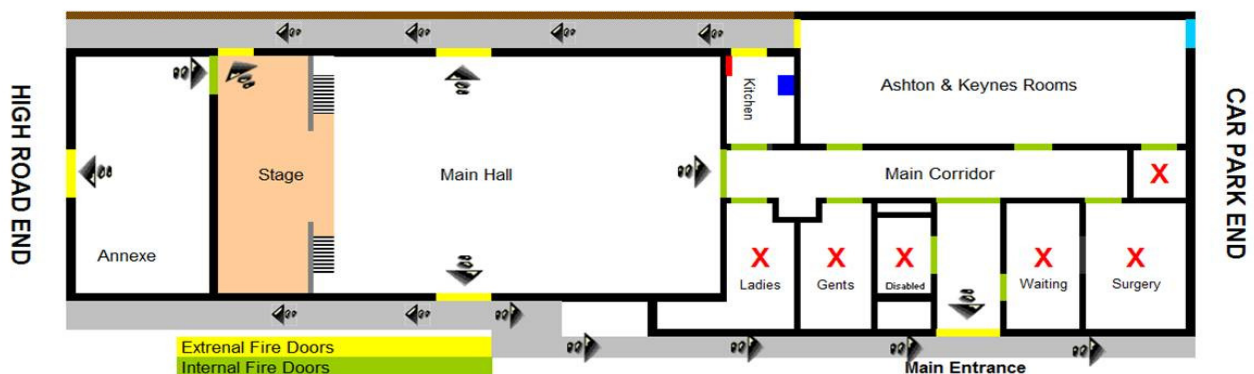 HIGH ROAD END
Annexe
Stage
Main Hall
Kitchen
Ashton & Keynes Rooms
Main Corridor
X
X
Ladies
X
Gents
X
Disabled
X
Waiting
X
Surgery
CAR PARK END
Extrenal Fire Doors
Internal Fire Doors
Main Entrance